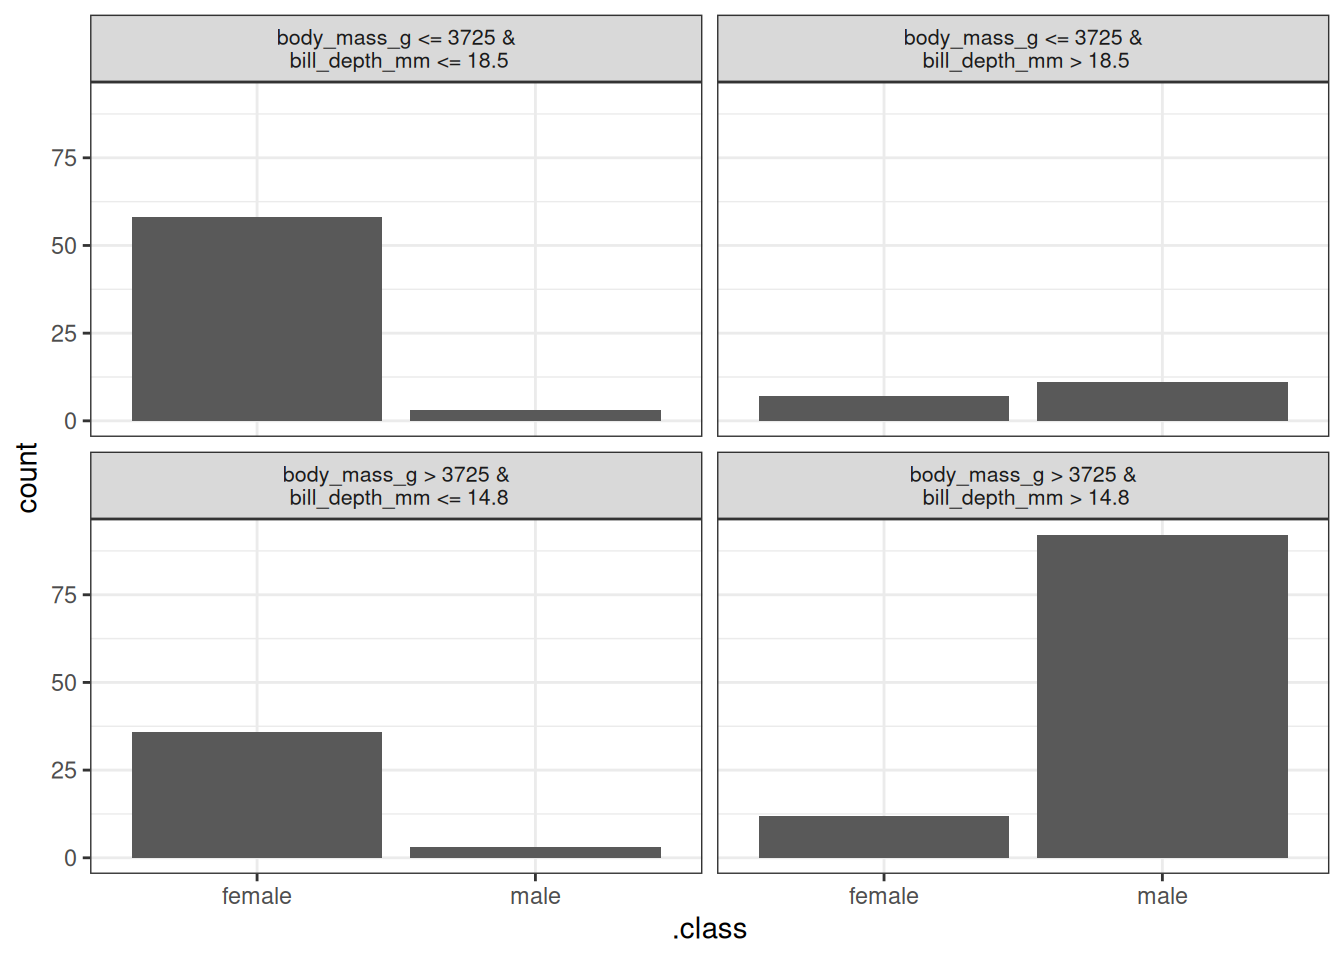 body_mass_g <= 3725 &
bill_depth_mm <= 18.5
body_mass_g <= 3725 &
bill_depth_mm > 18.5
75
50
25
0
body_mass_g > 3725 &
bill_depth_mm <= 14.8
body_mass_g > 3725 &
bill_depth_mm > 14.8
75
50
25
0
count
female
male
female
male
.class